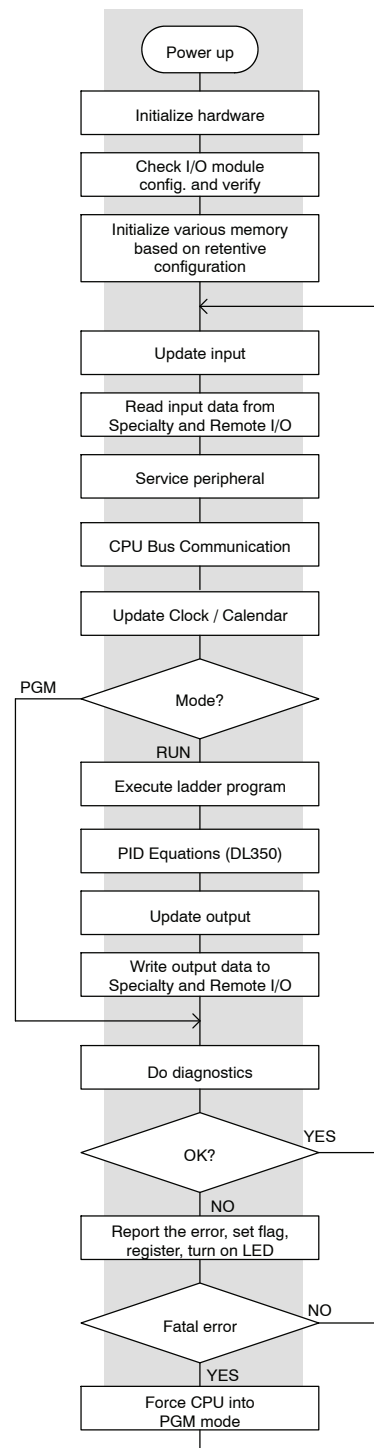 Power up
Initialize hardware
Check I/O module
config. and verify
Initialize various memory
based on retentive
configuration
Update input
Read input data from
Specialty and Remote I/O
Service peripheral
CPU Bus Communication
Update Clock / Calendar
PGM
Mode?
RUN
Execute ladder program
PID Equations (DL350)
Update output
Write output data to
Specialty and Remote I/O
Do diagnostics
YES
OK?
NO
Report the error, set flag,
register, turn on LED
NO
Fatal error
YES
Force CPU into
PGM mode